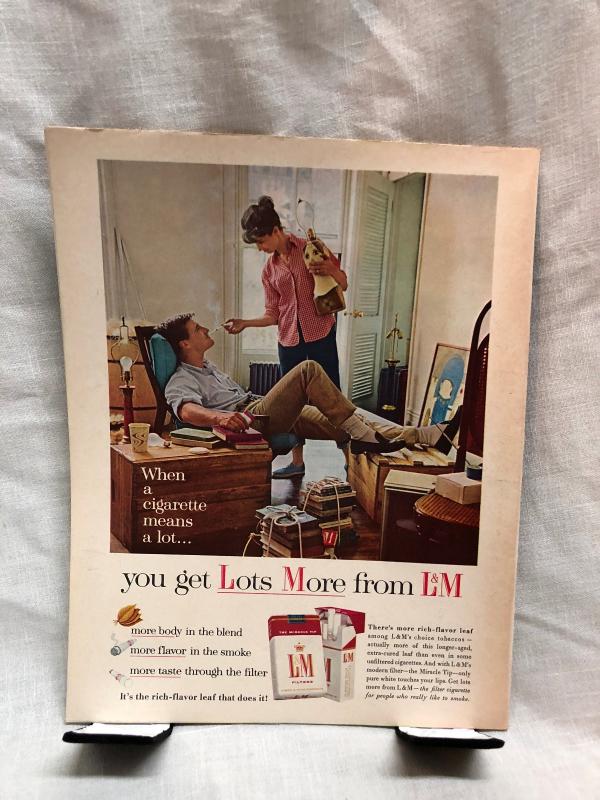 When
a
cigarette
means
a lot...
you get Lots More from L&M
more body in the blend
more flavor in the smoke
more taste through the filter
It's the rich-flavor leaf that does it!
THE MIRACLE TIP
L&M
FILTERS
L&M
There's more rich-flavor leaf
among L&M's choice tobaccos —
actually more of this longer-aged,
extra-cured leaf than even in some
unfiltered cigarettes. And with L&M's
modern filter—the Miracle Tip—only
pure white touches your lips. Get lots
more from L&M — the filter cigarette
for people who really like to smoke.